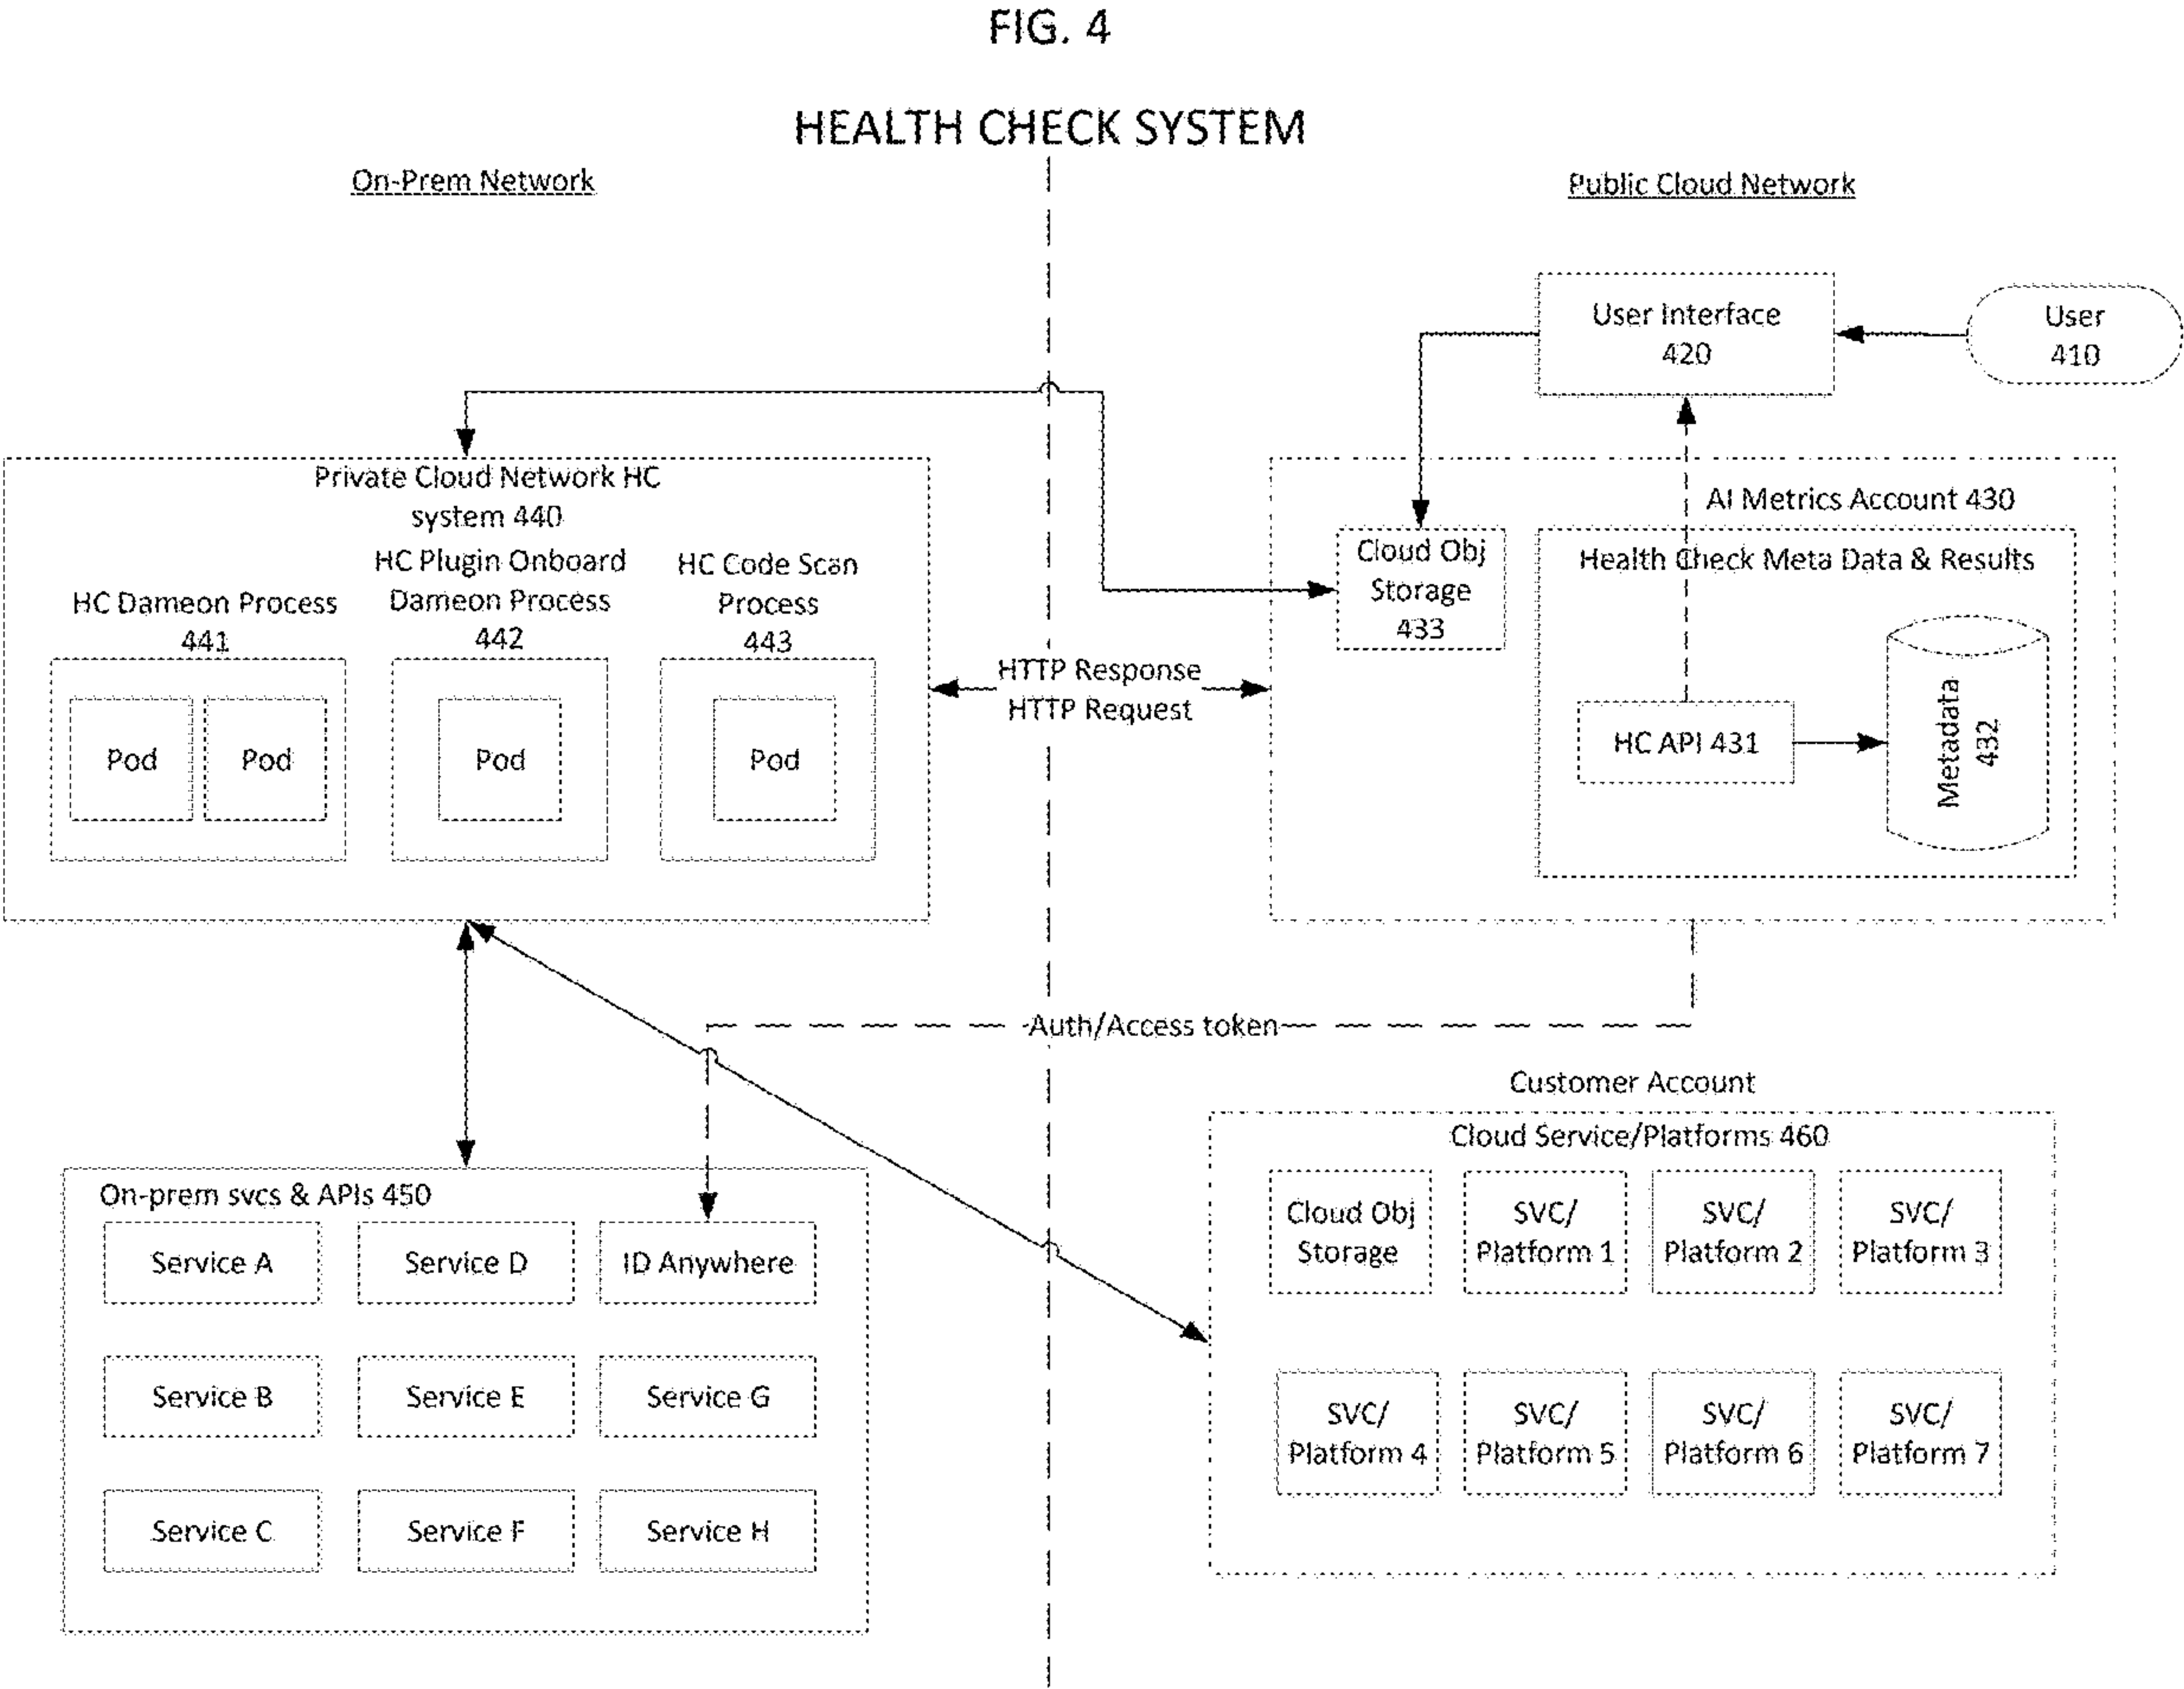 FIG. 4
HEALTH CHECK SYSTEM
On-Prem Network
Public Cloud Network
User Interface
420
User
410
Private Cloud Network HC
system 440
HC Dameon Process
441
HC Plugin Onboard
Dameon Process
442
HC Code Scan
Process
443
Pod
Pod
Pod
Pod
HTTP Response
HTTP Request
AI Metrics Account 430
Cloud Obj
Storage
433
Health Check Meta Data & Results
HC API 431
Metadata
432
Auth/Access token
On-prem svcs & APIs 450
Service A
Service D
ID Anywhere
Service B
Service E
Service G
Service C
Service F
Service H
Customer Account
Cloud Service/Platforms 460
Cloud Obj
Storage
SVC/
Platform 1
SVC/
Platform 2
SVC/
Platform 3
SVC/
Platform 4
SVC/
Platform 5
SVC/
Platform 6
SVC/
Platform 7